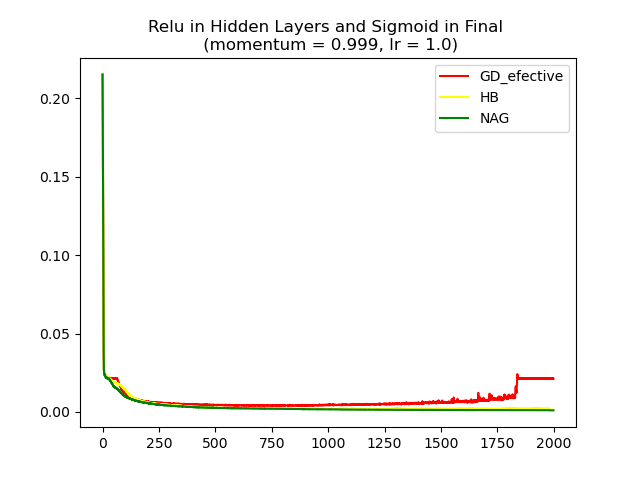 Relu in Hidden Layers and Sigmoid in Final
(momentum = 0.999, lr = 1.0)
GD_efective
HB
NAG
0.20
0.15
0.10
0.05
0.00
0 250 500 750 1000 1250 1500 1750 2000